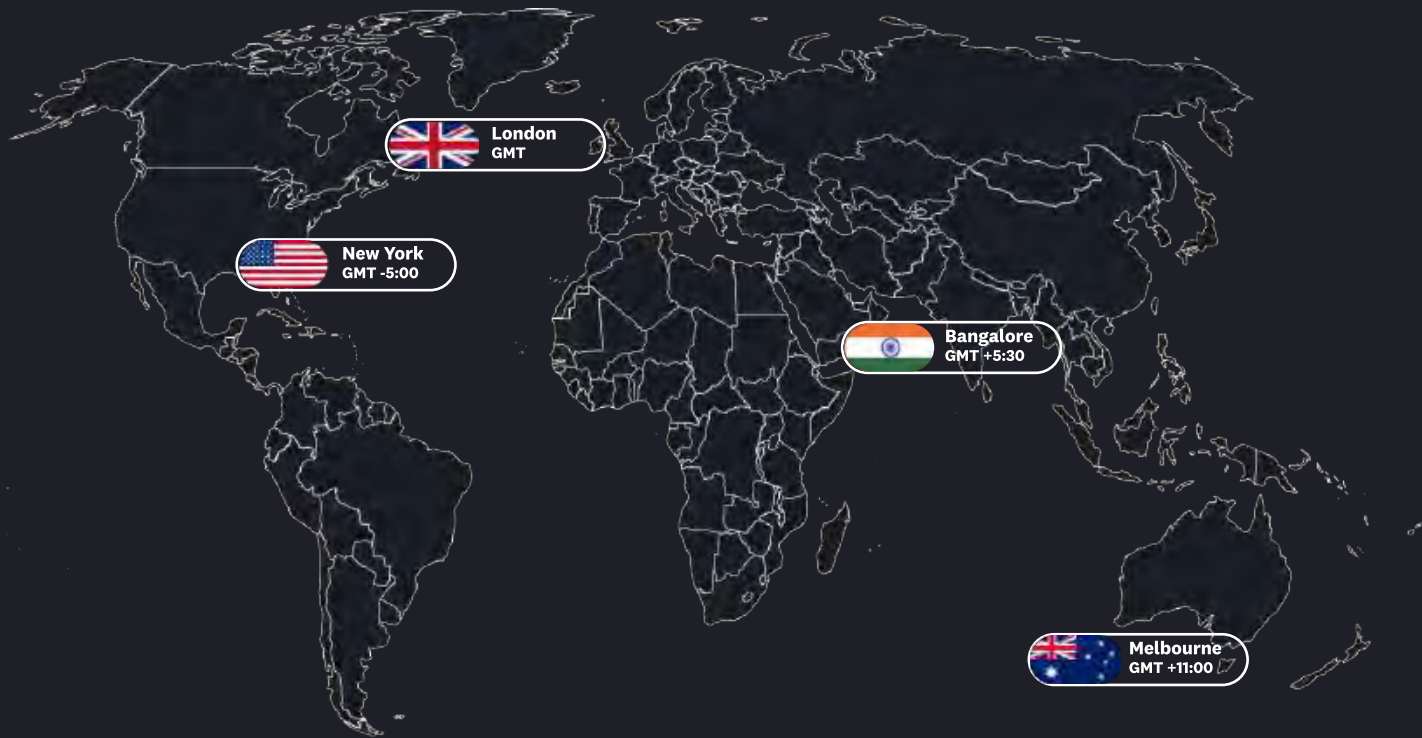 London
GMT
New York
GMT -5:00
Bangalore
GMT +5:30
Melbourne
GMT +11:00